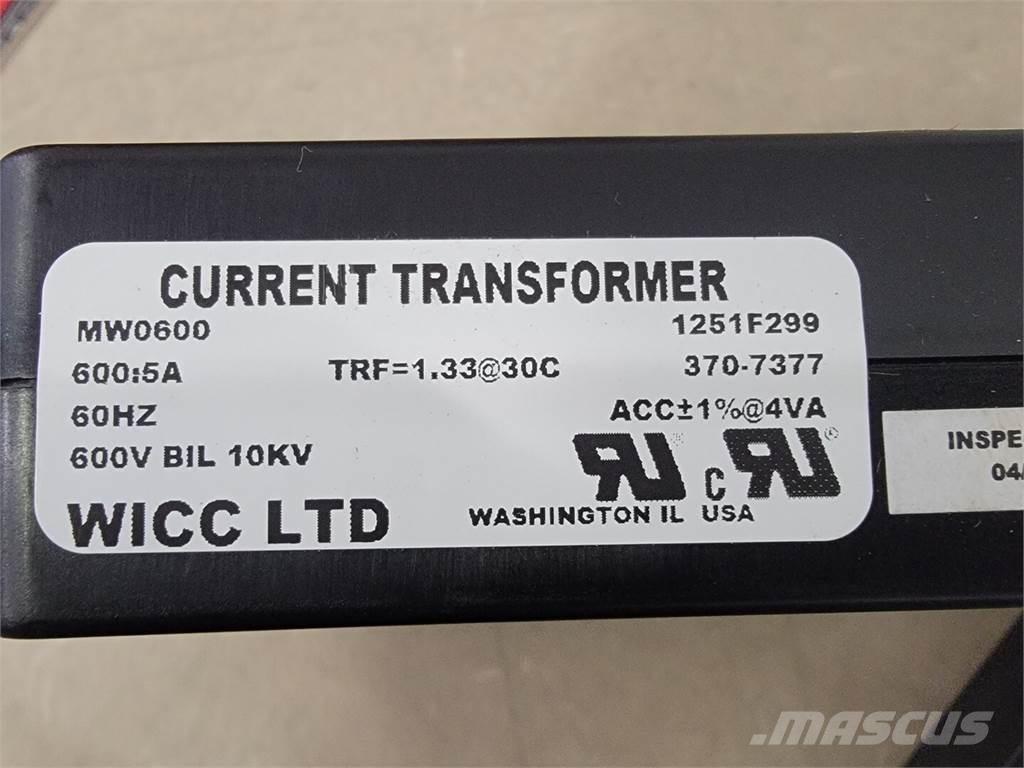 CURRENT TRANSFORMER
MW0600 1251F299
600:5A TRF=1.33@30C 370-7377
60HZ ACC±1%@4VA
600V BIL 10KV
WICC LTD
C
WASHINGTON IL USA
INSPE
04/
MASCUS